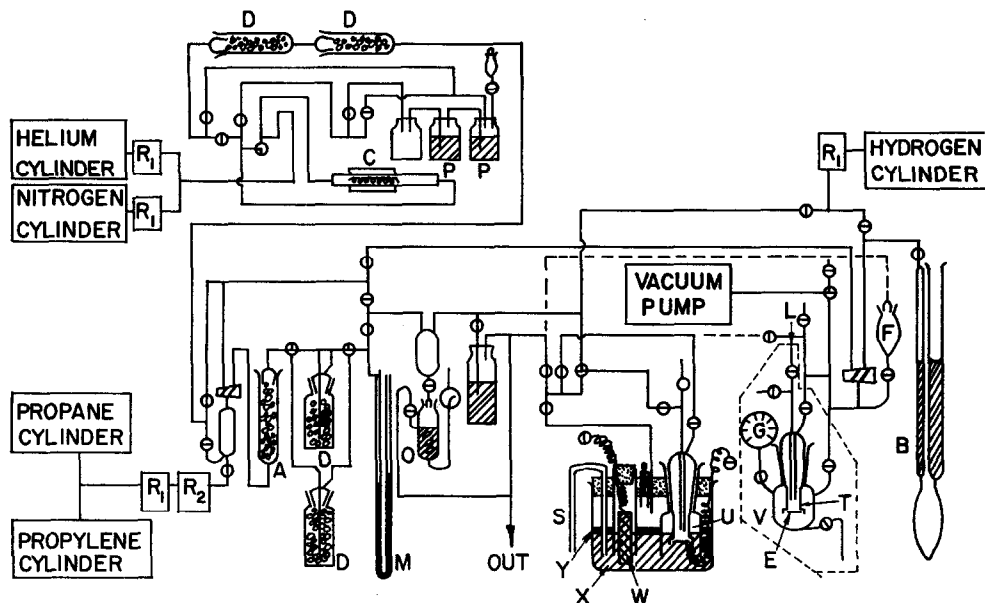 D D
HELIUM
CYLINDER
R₁
NITROGEN
CYLINDER
R₁
C
P P
R₁
HYDROGEN
CYLINDER
VACUUM
PUMP
L
F
PROPANE
CYLINDER
R₁ R₂
PROPYLENE
CYLINDER
A
D
D
M
O
OUT
S
Y
X
W
U
G
V
E
T
B